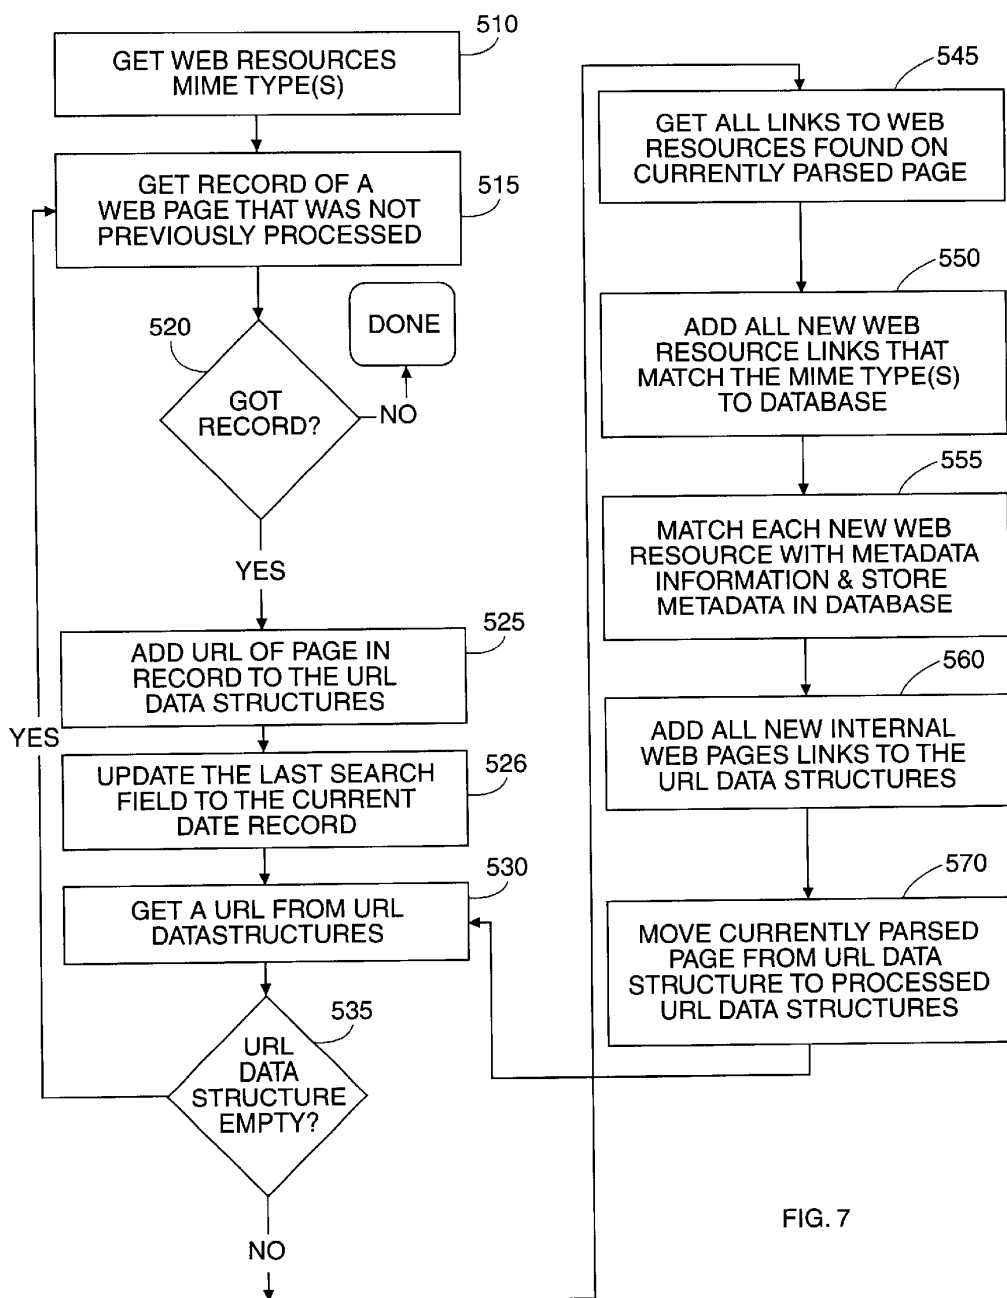 510
GET WEB RESOURCES
MIME TYPE(S)
GET RECORD OF A
WEB PAGE THAT WAS NOT
PREVIOUSLY PROCESSED
515
520
GOT
RECORD?
NO
DONE
YES
ADD URL OF PAGE IN
RECORD TO THE URL
DATA STRUCTURES
525
UPDATE THE LAST SEARCH
FIELD TO THE CURRENT
DATE RECORD
526
GET A URL FROM URL
DATASTRUCTURES
530
URL
DATA
STRUCTURE
EMPTY?
535
YES
NO
545
GET ALL LINKS TO WEB
RESOURCES FOUND ON
CURRENTLY PARSED PAGE
550
ADD ALL NEW WEB
RESOURCE LINKS THAT
MATCH THE MIME TYPE(S)
TO DATABASE
555
MATCH EACH NEW WEB
RESOURCE WITH METADATA
INFORMATION & STORE
METADATA IN DATABASE
560
ADD ALL NEW INTERNAL
WEB PAGES LINKS TO THE
URL DATA STRUCTURES
570
MOVE CURRENTLY PARSED
PAGE FROM URL DATA
STRUCTURE TO PROCESSED
URL DATA STRUCTURES
FIG. 7